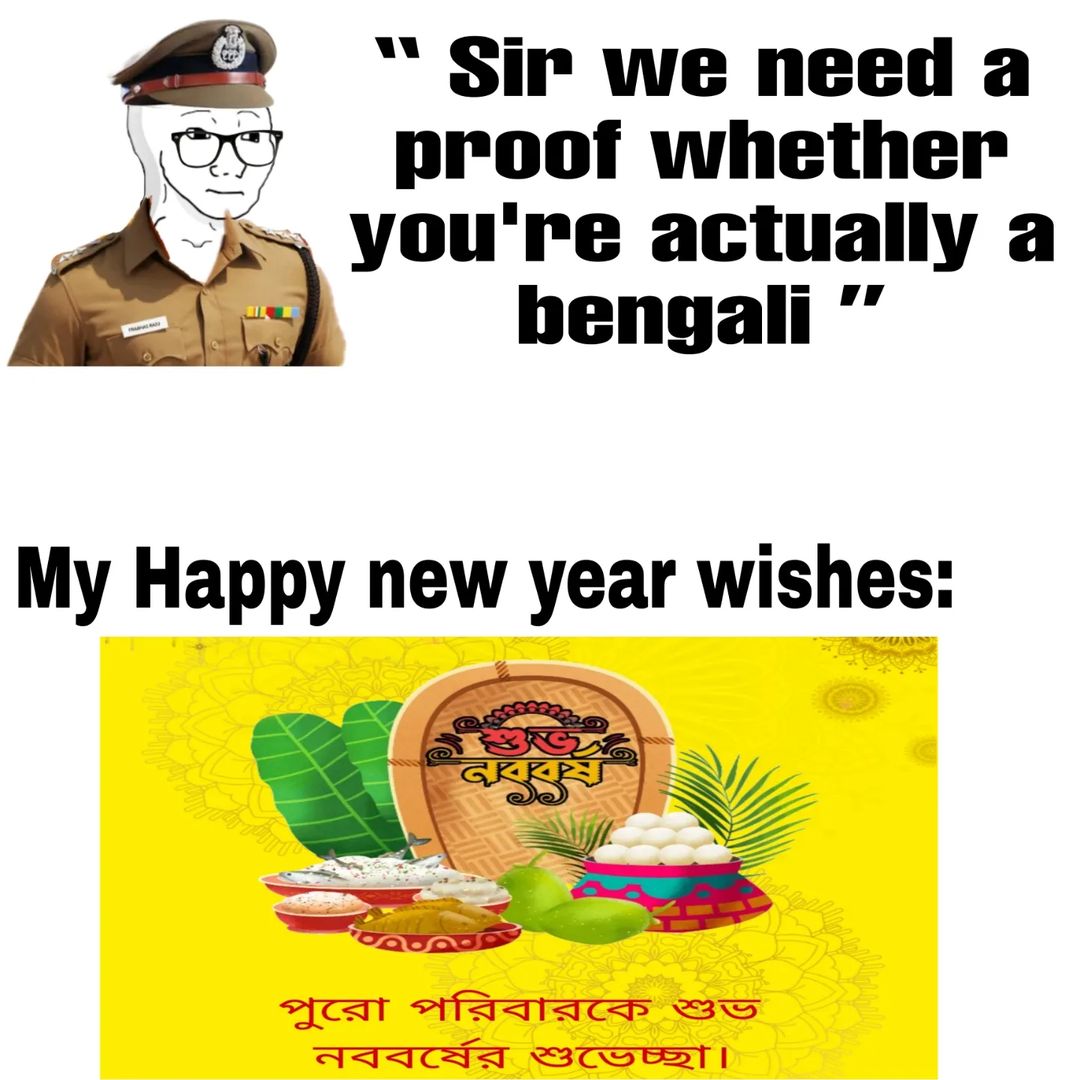 “ Sir we need a
proof whether
you're actually a
bengali ”
My Happy new year wishes:
শুভ
নববর্ষ
পুরো পরিবারকে শুভ
নববর্ষের শুভেচ্ছা।